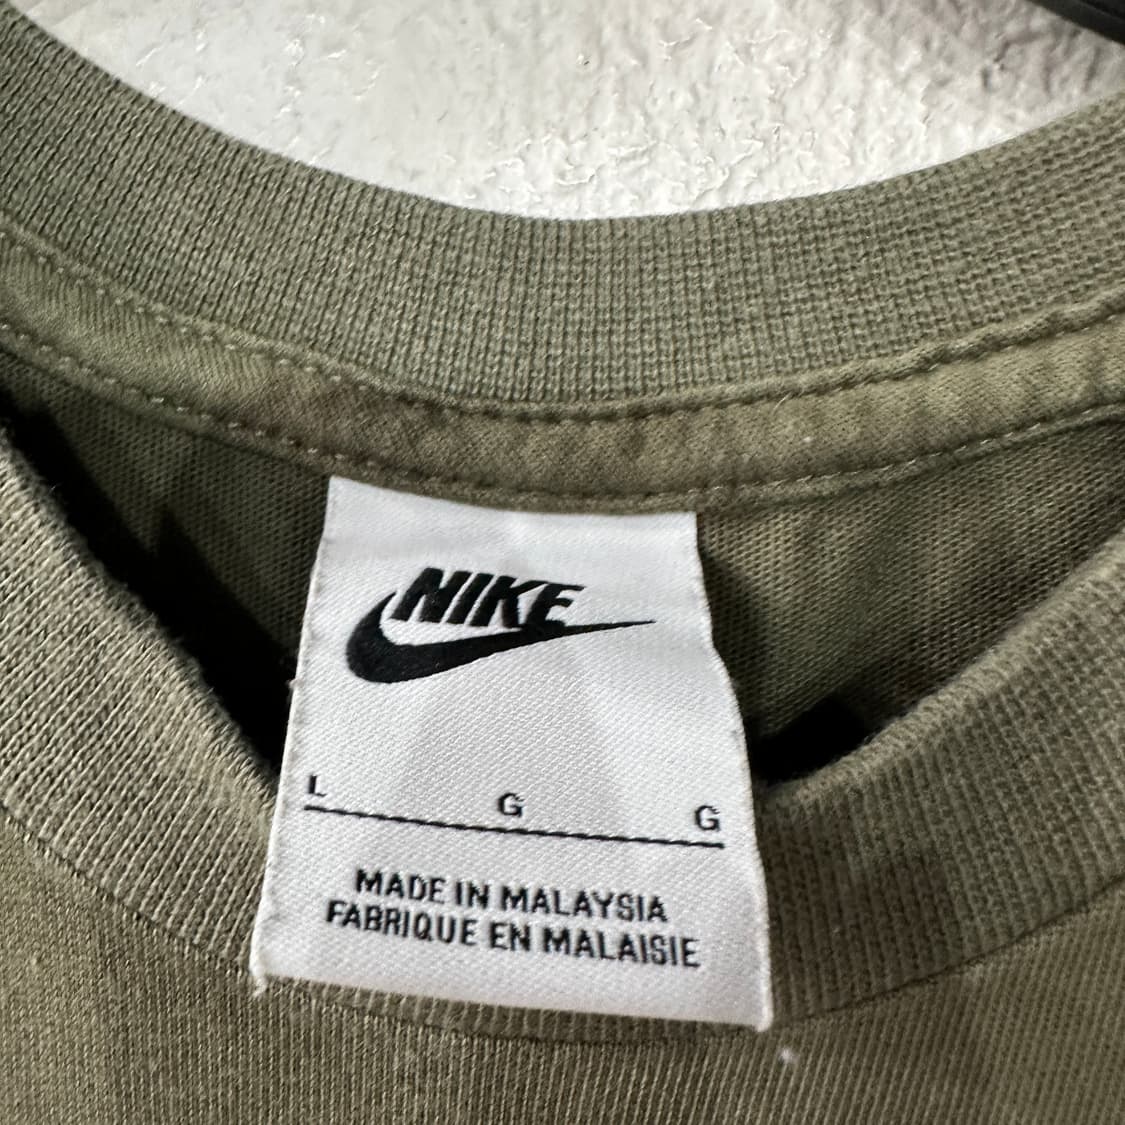 NIKE
L G G
MADE IN MALAYSIA
FABRIQUE EN MALAISIE